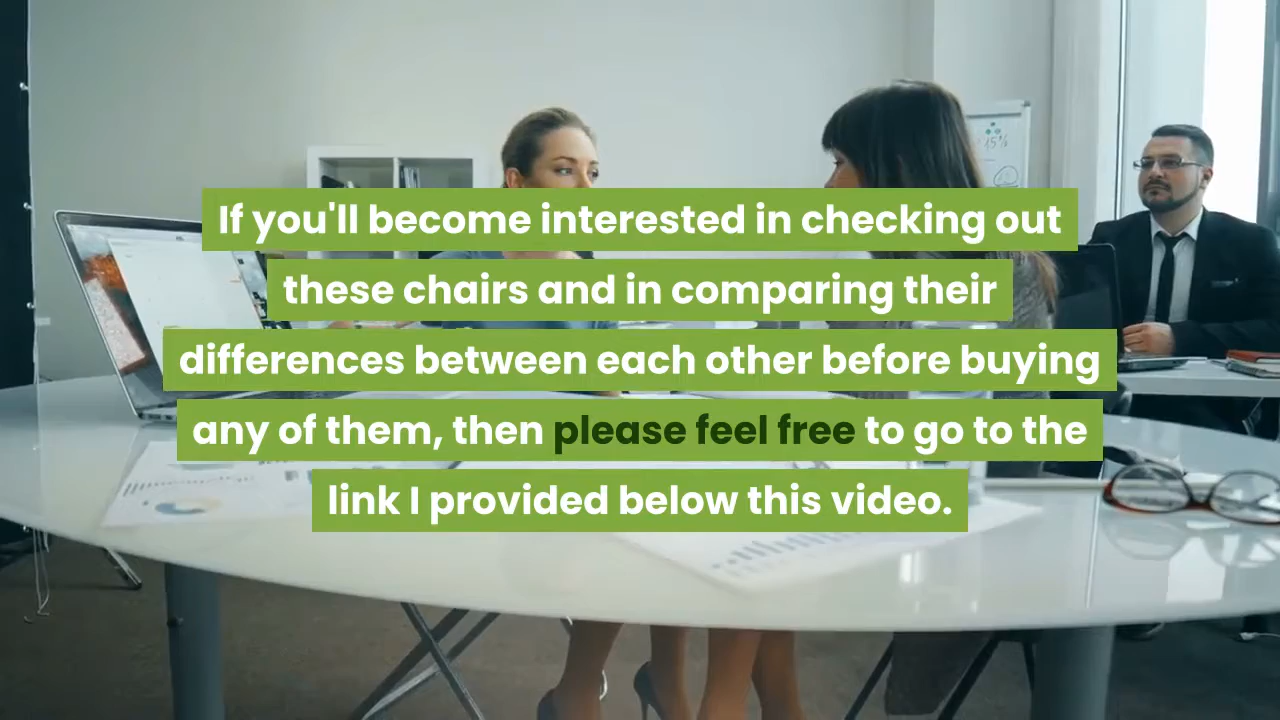 If you'll become interested in checking out
these chairs and in comparing their
differences between each other before buying
any of them, then please feel free to go to the
link I provided below this video.
15%